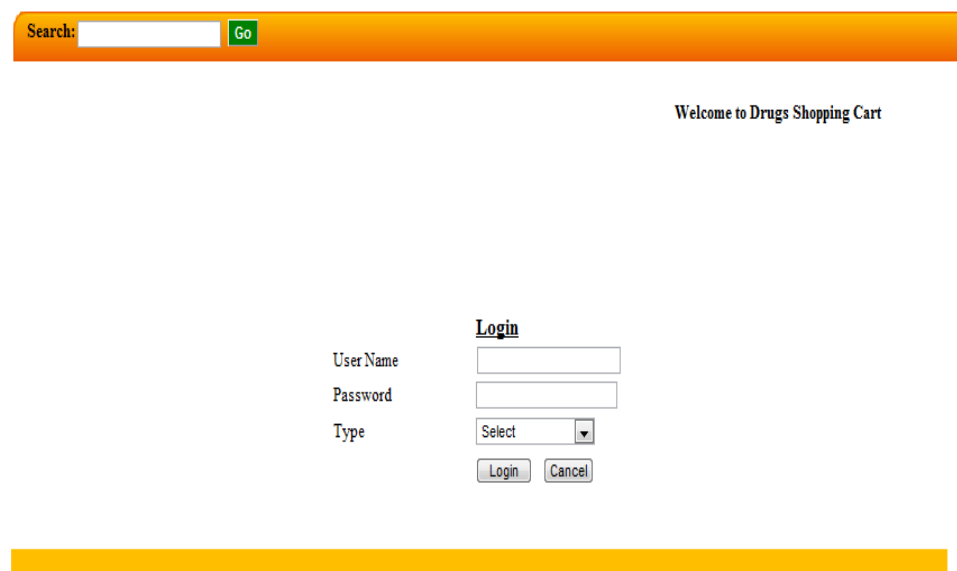 Search: Go
Welcome to Drugs Shopping Cart
Login
User Name
Password
Type Select
Login Cancel